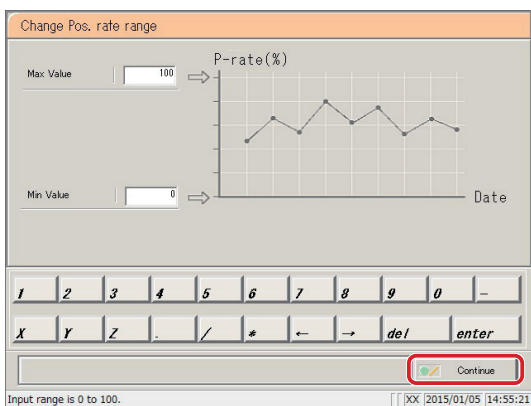 Change Pos. rate range
P-rate(%)
Max Value 100
Min Value 0
Date
1 2 3 4 5 6 7 8 9 0 -
X Y Z . / * ← → del enter
Continue
Input range is 0 to 100. XX 2015/01/05 14:55:21